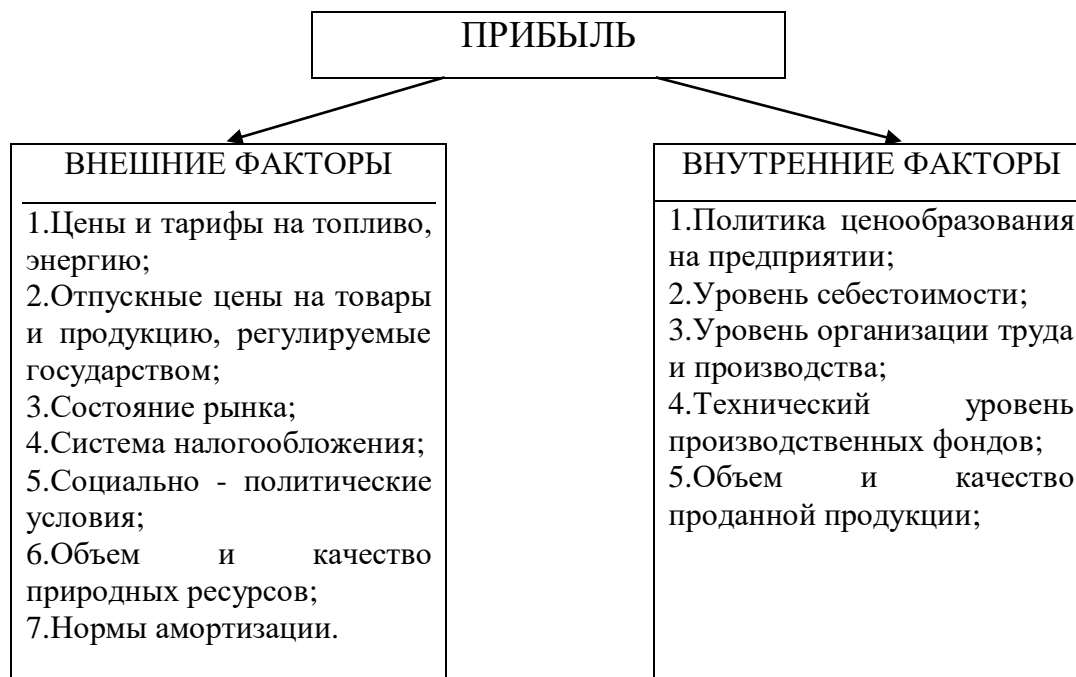 ПРИБЫЛЬ
ВНЕШНИЕ ФАКТОРЫ
1.Цены и тарифы на топливо,
энергию;
2.Отпускные цены на товары
и продукцию, регулируемые
государством;
3.Состояние рынка;
4.Система налогообложения;
5.Социально - политические
условия;
6.Объем и качество
природных ресурсов;
7.Нормы амортизации.
ВНУТРЕННИЕ ФАКТОРЫ
1.Политика ценообразования
на предприятии;
2.Уровень себестоимости;
3.Уровень организации труда
и производства;
4.Технический уровень
производственных фондов;
5.Объем и качество
проданной продукции;